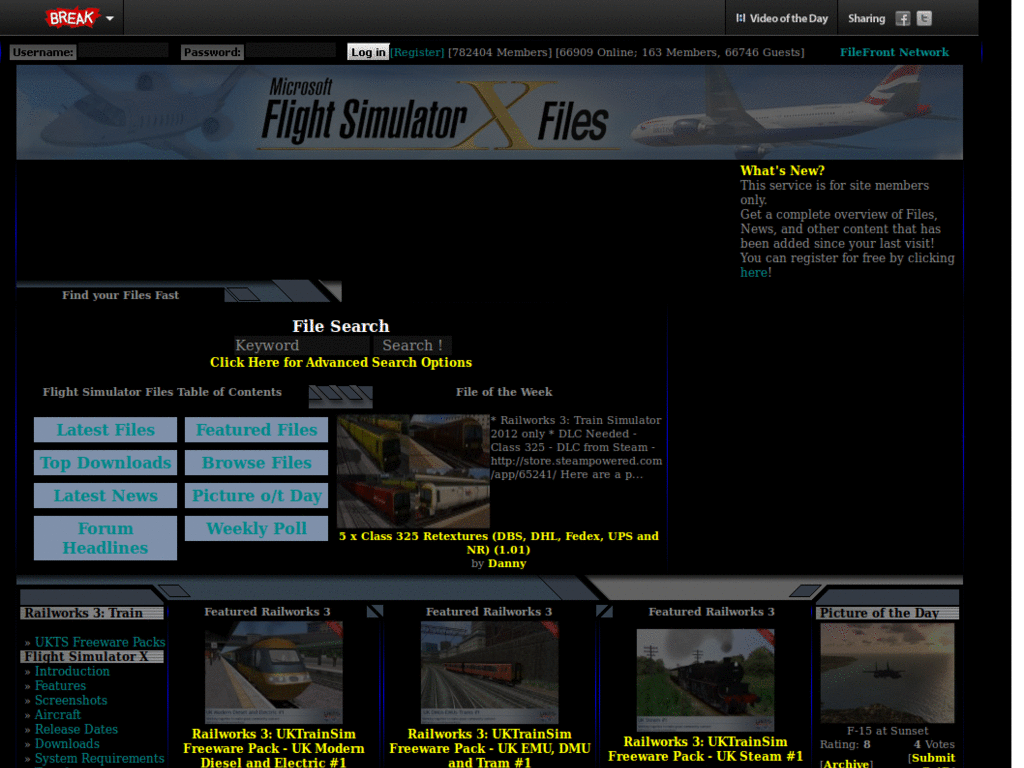 BREAK
Video of the Day
Sharing
Username:
Password:
Log in
[Register] [782404 Members] [66909 Online; 163 Members, 66746 Guests]
FileFront Network
Microsoft
Flight Simulator X Files
What's New?
This service is for site members
only.
Get a complete overview of Files,
News, and other content that has
been added since your last visit!
You can register for free by clicking
here!
Find your Files Fast
File Search
Keyword
Search !
Click Here for Advanced Search Options
Flight Simulator Files Table of Contents
File of the Week
Latest Files
Featured Files
Top Downloads
Browse Files
Latest News
Picture o/t Day
Forum
Headlines
Weekly Poll
* Railworks 3: Train Simulator
2012 only * DLC Needed -
Class 325 - DLC from Steam -
http://store.steampowered.com
/app/65241/ Here are a p...
5 x Class 325 Retextures (DBS, DHL, Fedex, UPS and
NR) (1.01)
by Danny
Railworks 3: Train
» UKTS Freeware Packs
Flight Simulator X
» Introduction
» Features
» Screenshots
» Aircraft
» Release Dates
» Downloads
» System Requirements
Featured Railworks 3
Railworks 3: UKTrainSim
Freeware Pack - UK Modern
Diesel and Electric #1
Featured Railworks 3
Railworks 3: UKTrainSim
Freeware Pack - UK EMU, DMU
and Tram #1
Featured Railworks 3
Railworks 3: UKTrainSim
Freeware Pack - UK Steam #1
Picture of the Day
F-15 at Sunset
Rating: 8
4 Votes
[Archive]
[Submit